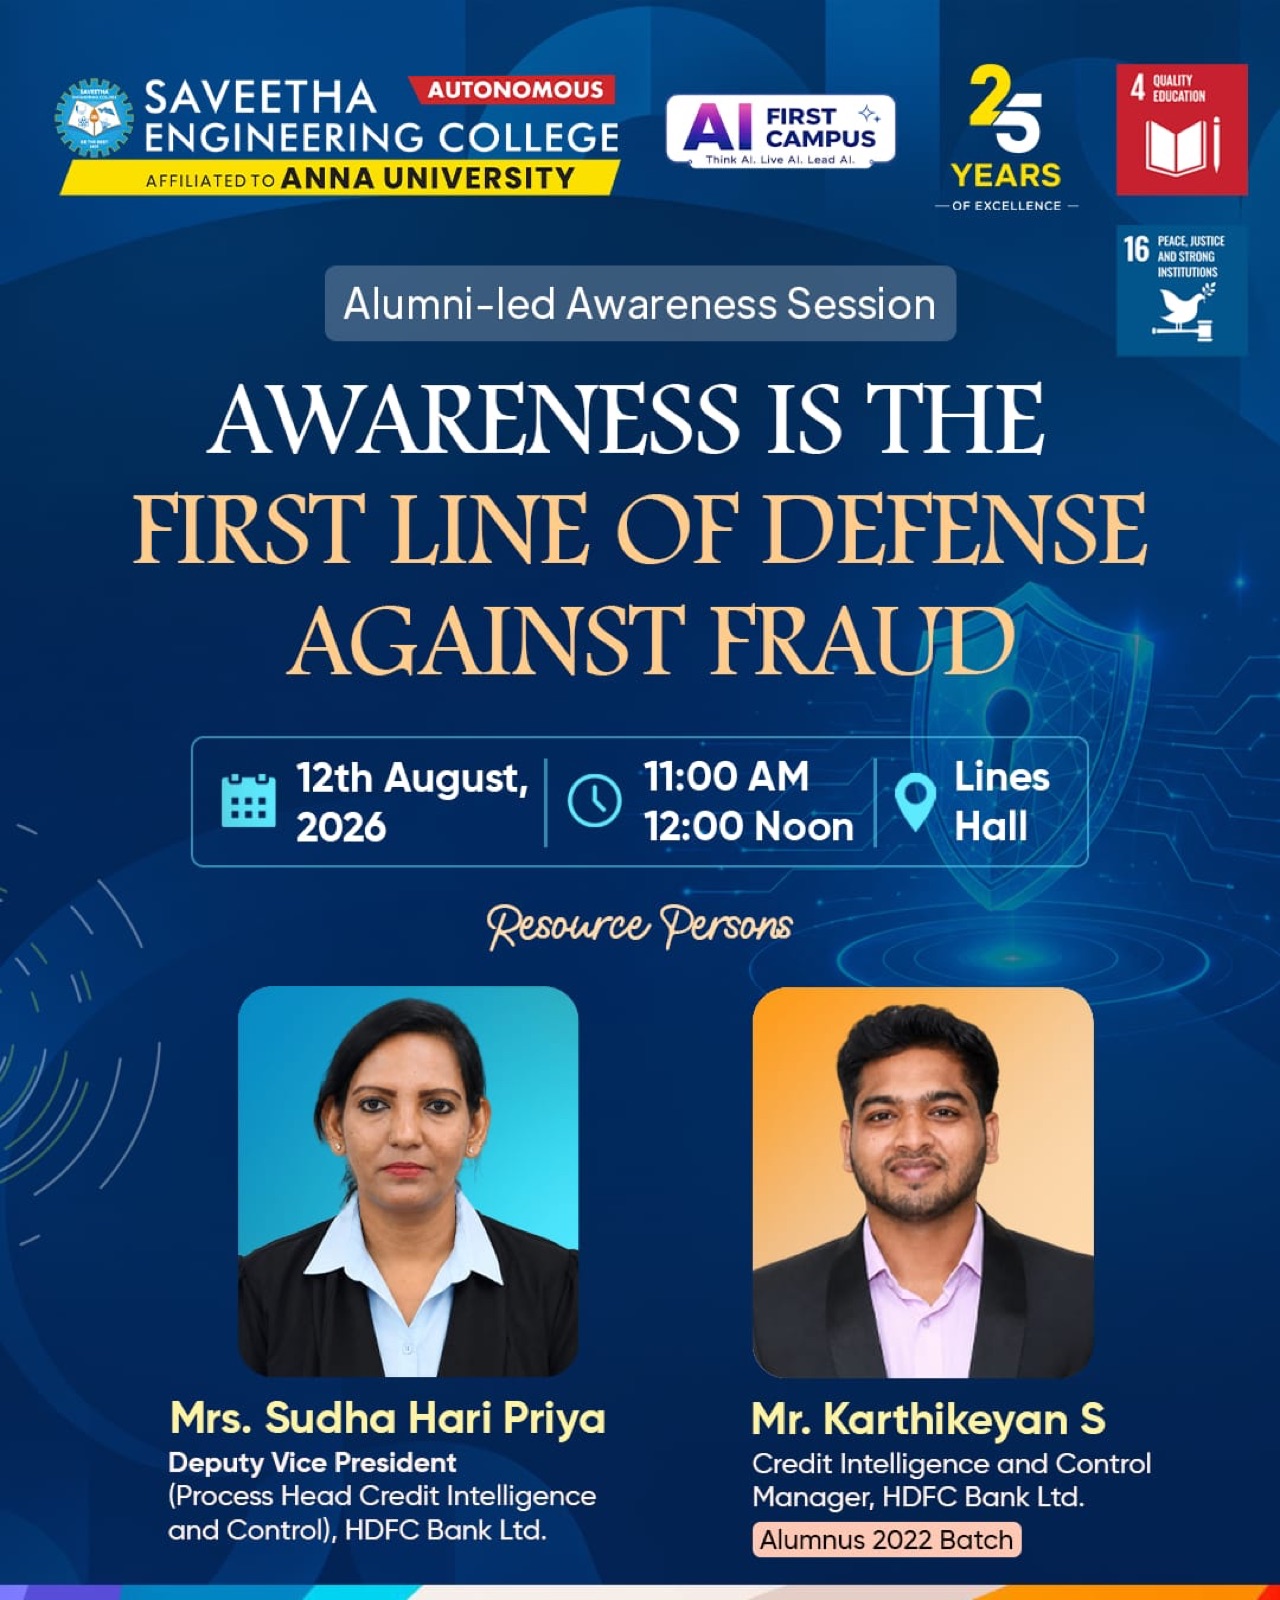 SAVEETHA
AUTONOMOUS
ENGINEERING COLLEGE
AFFILIATED TO ANNA UNIVERSITY
AI FIRST CAMPUS
Think AI. Live AI. Lead AI.
25
YEARS
OF EXCELLENCE
4 QUALITY
EDUCATION
16 PEACE, JUSTICE
AND STRONG
INSTITUTIONS
Alumni-led Awareness Session
AWARENESS IS THE
FIRST LINE OF DEFENSE
AGAINST FRAUD
12th August,
2026
11:00 AM
12:00 Noon
Lines
Hall
Resource Persons
Mrs. Sudha Hari Priya
Deputy Vice President
(Process Head Credit Intelligence
and Control), HDFC Bank Ltd.
Mr. Karthikeyan S
Credit Intelligence and Control
Manager, HDFC Bank Ltd.
Alumnus 2022 Batch